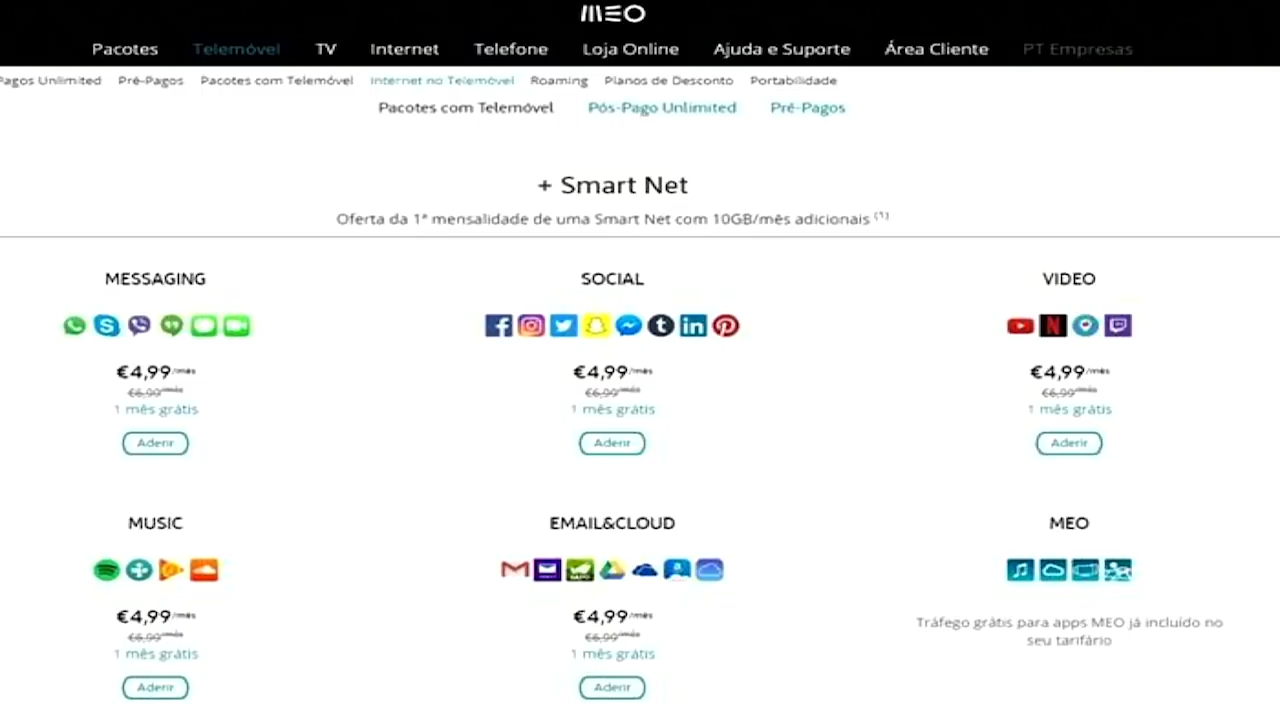 MEO
Pacotes Telemóvel TV Internet Telefone Loja Online Ajuda e Suporte Área Cliente PT Empresas
Pagos Unlimited Pré-Pagos Pacotes com Telemóvel Internet no Telemóvel Roaming Planos de Desconto Portabilidade
Pacotes com Telemóvel Pós-Pago Unlimited Pré-Pagos
+ Smart Net
Oferta da 1ª mensalidade de uma Smart Net com 10GB/mês adicionais (1)
MESSAGING SOCIAL VIDEO
€4,99/mês €4,99/mês €4,99/mês
€6,99/mês €6,99/mês €6,99/mês
1 mês grátis 1 mês grátis 1 mês grátis
Aderir Aderir Aderir
MUSIC EMAIL&CLOUD MEO
€4,99/mês €4,99/mês
€6,99/mês €6,99/mês
Tráfego grátis para apps MEO já incluído no
seu tarifário
1 mês grátis 1 mês grátis
Aderir Aderir